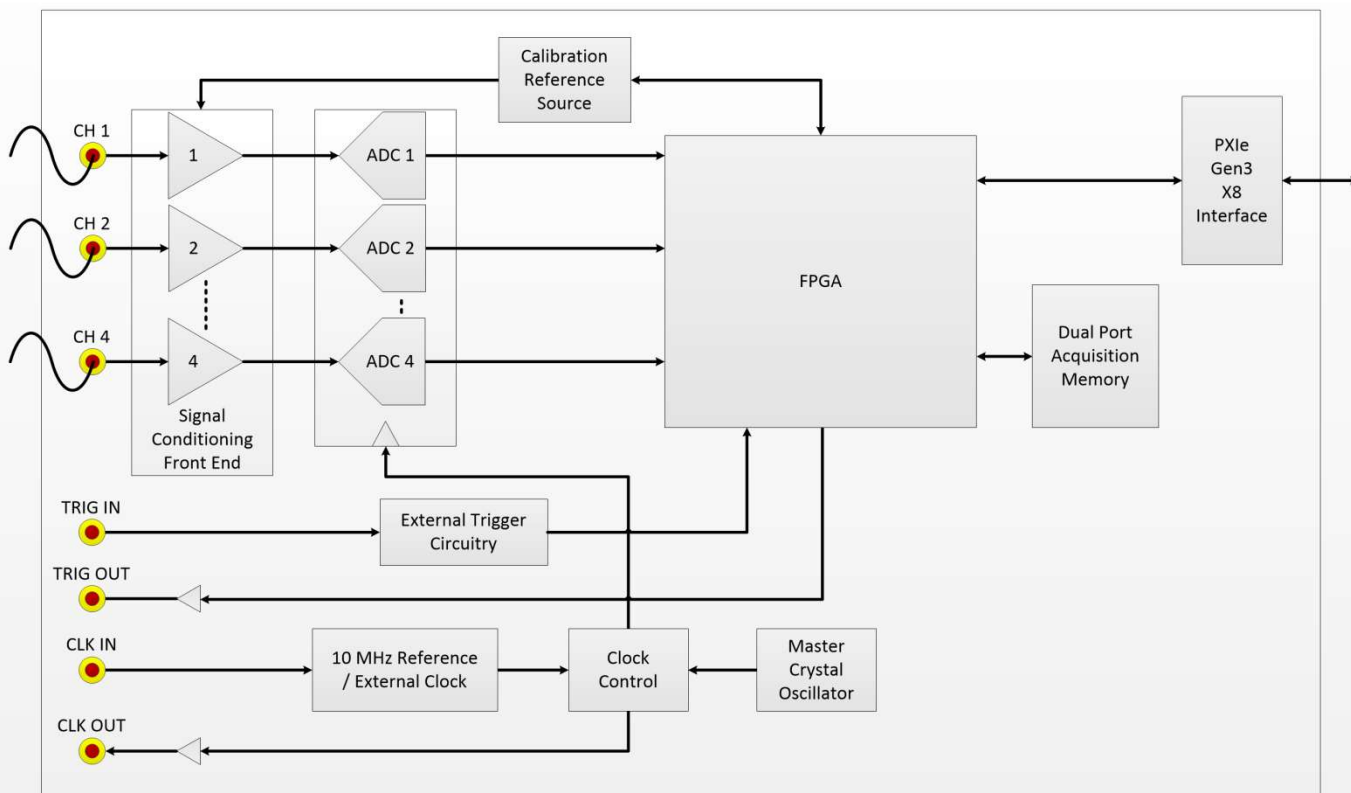 Calibration
Reference
Source
CH 1
1
ADC 1
PXIe
Gen3
X8
Interface
CH 2
2
ADC 2
FPGA
CH 4
4
ADC 4
Dual Port
Acquisition
Memory
Signal
Conditioning
Front End
TRIG IN
External Trigger
Circuitry
TRIG OUT
CLK IN
10 MHz Reference
/ External Clock
Clock
Control
Master
Crystal
Oscillator
CLK OUT